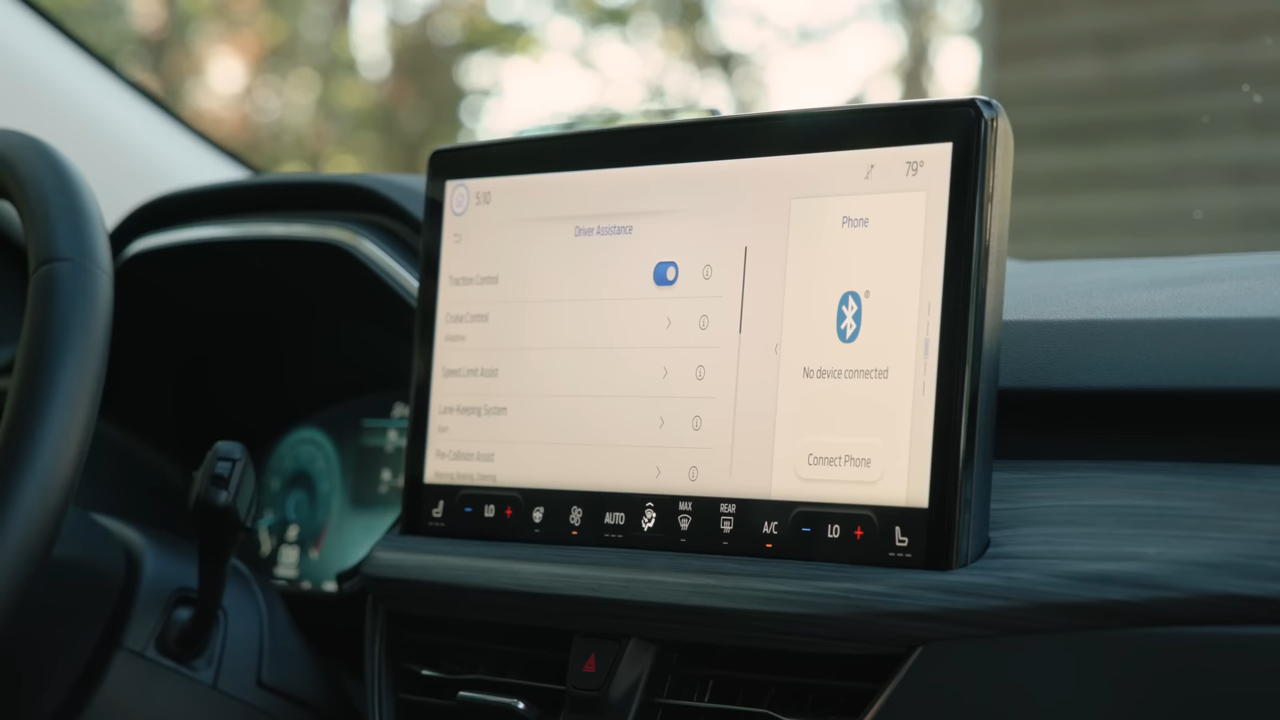 5:10
79°
Driver Assistance
Traction Control
Cruise Control
Adaptive
Speed Limit Assist
Lane-Keeping System
Pre-Collision Assist
Phone
®
No device connected
Connect Phone
LO
AUTO
MAX
REAR
A/C
LO